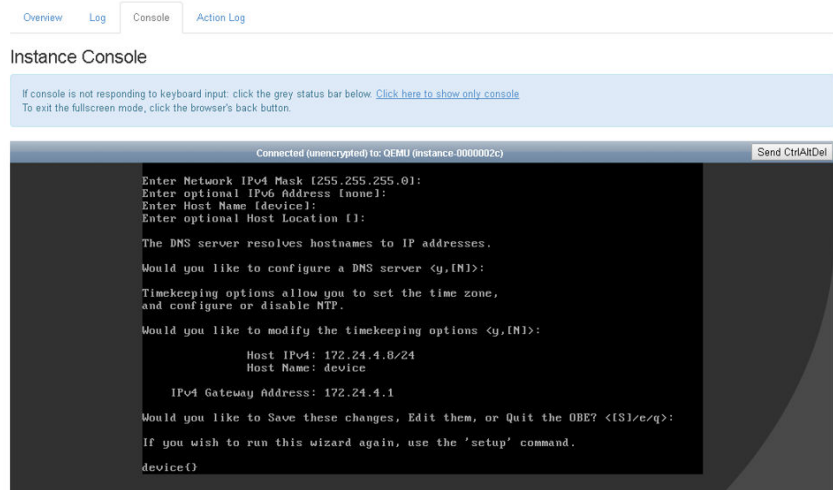 Overview Log Console Action Log
Instance Console
If console is not responding to keyboard input: click the grey status bar below. Click here to show only console
To exit the fullscreen mode, click the browser's back button.
Connected (unencrypted) to: QEMU (instance-0000002c) Send CtrlAltDel
Enter Network IPv4 Mask [255.255.255.0]:
Enter optional IPv6 Address [none]:
Enter Host Name [device]:
Enter optional Host Location []:
The DNS server resolves hostnames to IP addresses.
Would you like to configure a DNS server <y,[N]>:
Timekeeping options allow you to set the time zone,
and configure or disable NTP.
Would you like to modify the timekeeping options <y,[N]>:
Host IPv4: 172.24.4.8/24
Host Name: device
IPv4 Gateway Address: 172.24.4.1
Would you like to Save these changes, Edit them, or Quit the OBE? <[S]/e/q>:
If you wish to run this wizard again, use the 'setup' command.
device{}